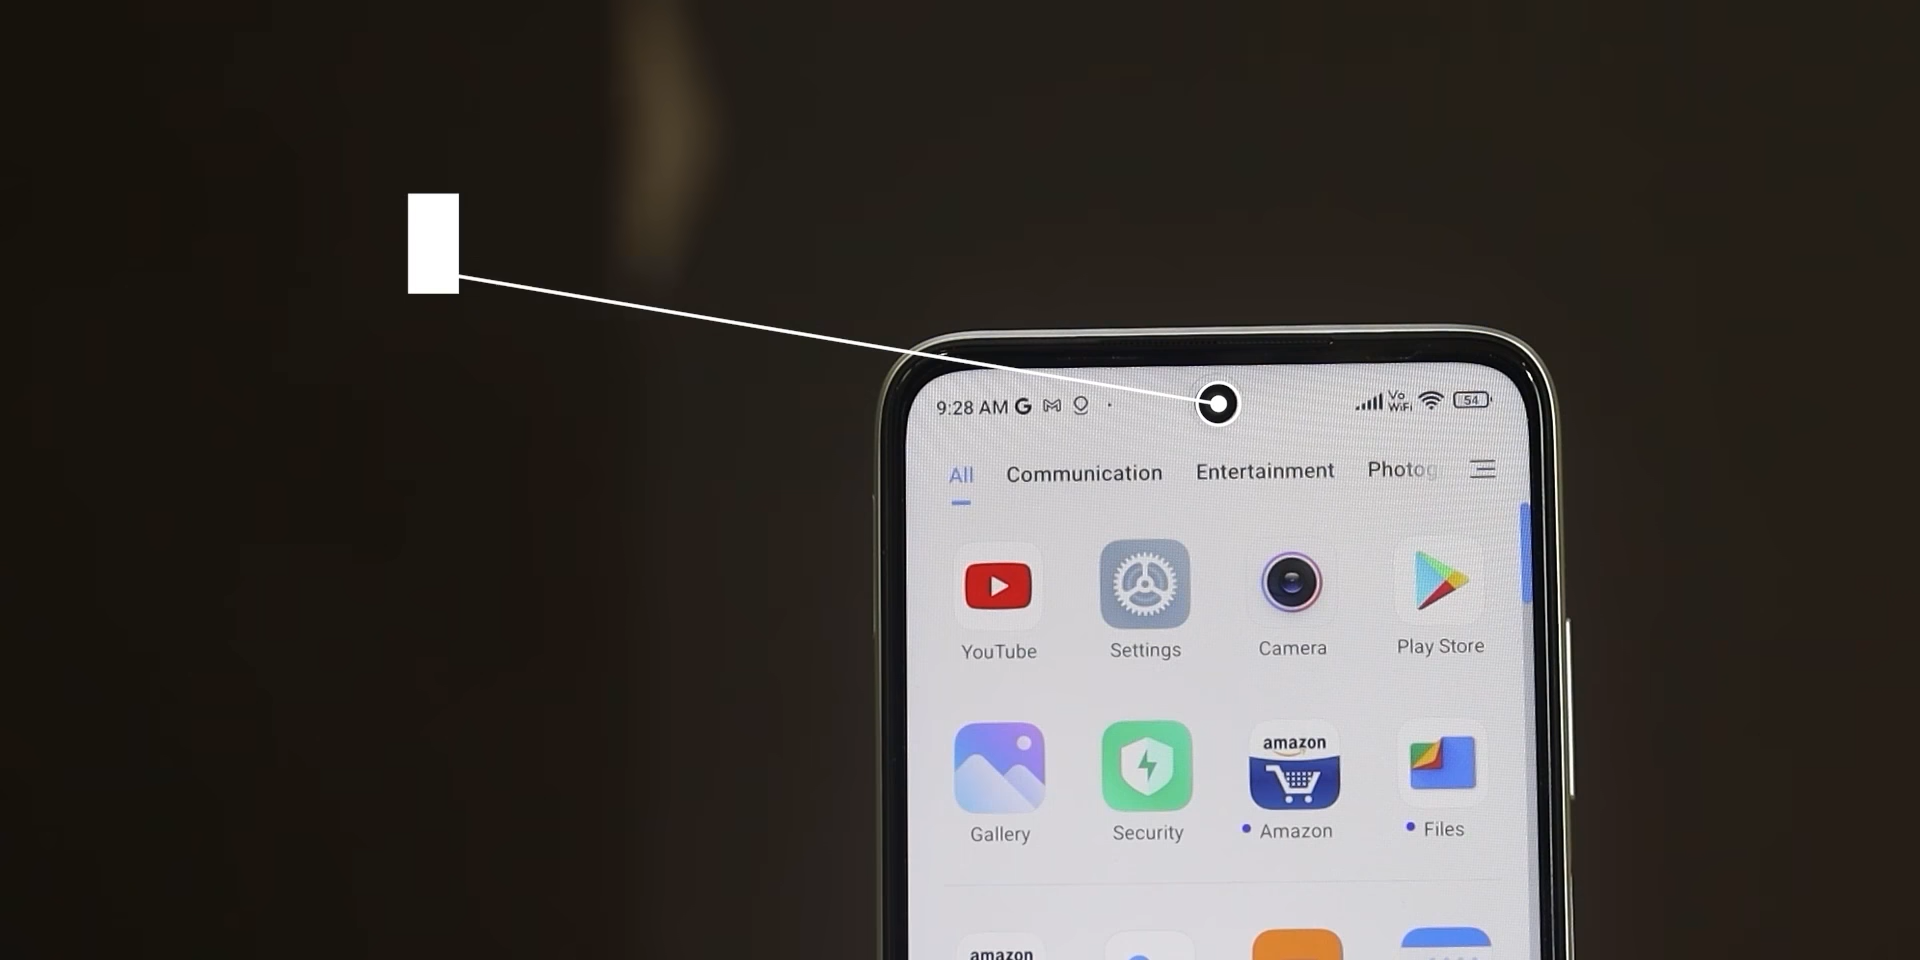 9:28 AM
Vo
WiFi
54
All Communication Entertainment Photog
YouTube Settings Camera Play Store
amazon
Gallery Security Amazon Files
amazon